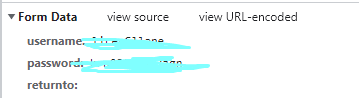 ▼ Form Data view source view URL-encoded
username:
password:
returnto: